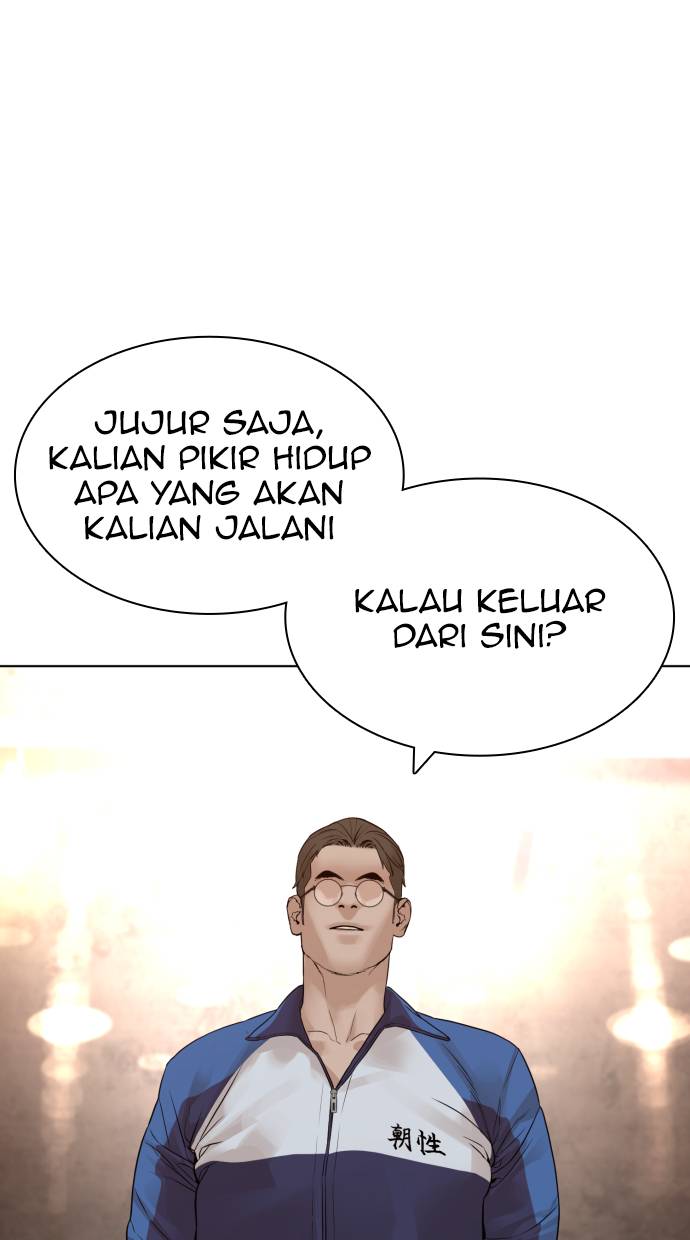 JUJUR SAJA,
KALIAN PIKIR HIDUP
APA YANG AKAN
KALIAN JALANI
KALAU KELUAR
DARI SINI?
朝性